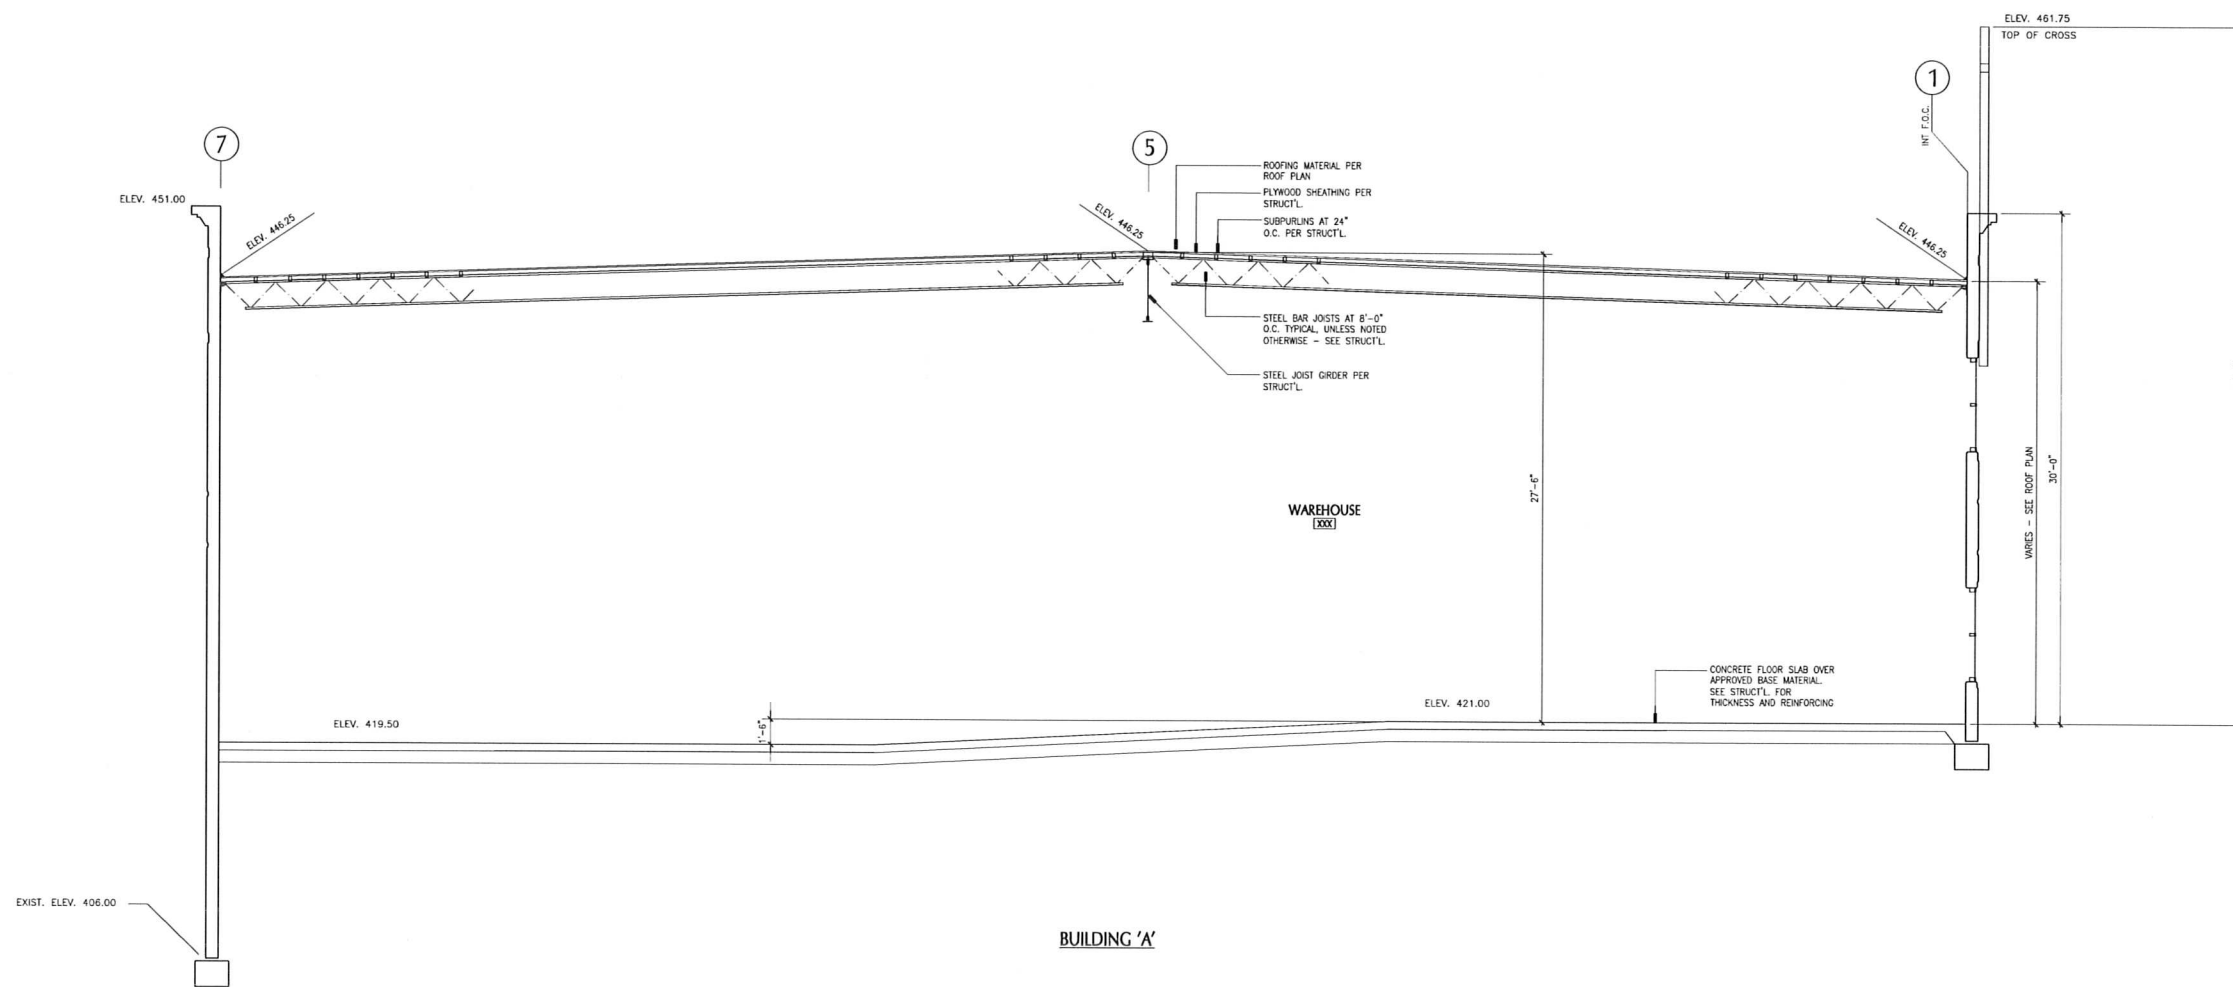 ELEV. 461.75
TOP OF CROSS
1
INT F.O.C.
7
5
ELEV. 451.00
ELEV. 446.25
ELEV. 446.25
ELEV. 446.25
ROOFING MATERIAL PER
ROOF PLAN
PLYWOOD SHEATHING PER
STRUCT'L.
SUBPURLINS AT 24"
O.C. PER STRUCT'L.
STEEL BAR JOISTS AT 8'-0"
O.C. TYPICAL, UNLESS NOTED
OTHERWISE - SEE STRUCT'L.
STEEL JOIST GIRDER PER
STRUCT'L.
27'-6"
VARIES - SEE ROOF PLAN
30'-0"
WAREHOUSE
XXX
CONCRETE FLOOR SLAB OVER
APPROVED BASE MATERIAL.
SEE STRUCT'L. FOR
THICKNESS AND REINFORCING
ELEV. 421.00
ELEV. 419.50
1'-6"
EXIST. ELEV. 406.00
BUILDING 'A'